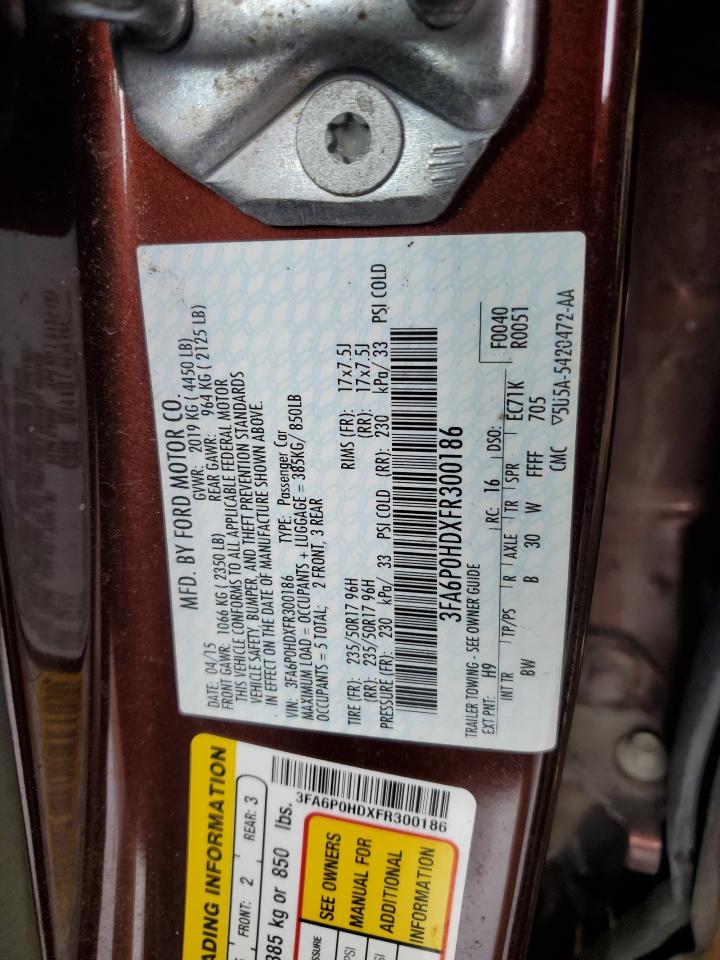 MFD. BY FORD MOTOR CO.
DATE: 04/15 GVWR: 2019 KG ( 4450 LB)
FRONT GAWR: 1066 KG ( 2350 LB) REAR GAWR: 964 KG ( 2125 LB)
THIS VEHICLE CONFORMS TO ALL APPLICABLE FEDERAL MOTOR
VEHICLE SAFETY, BUMPER, AND THEFT PREVENTION STANDARDS
IN EFFECT ON THE DATE OF MANUFACTURE SHOWN ABOVE.
VIN: 3FA6P0HDXFR300186 TYPE: Passenger Car
MAXIMUM LOAD = OCCUPANTS + LUGGAGE = 385KG/ 850LB
OCCUPANTS = 5 TOTAL; 2 FRONT, 3 REAR
TIRE (FR): 235/50R17 96H RIMS (FR): 17x7.5J
(RR): 235/50R17 96H (RR): 17x7.5J
PRESSURE (FR): 230 kPa/ 33 PSI COLD (RR): 230 kPa/ 33 PSI COLD
3FA6P0HDXFR300186
TRAILER TOWING - SEE OWNER GUIDE
EXT PNT: H9 RC: 16 DSO: F0040
R0051
INT TR TP/PS R AXLE TR SPR EC71K
BW B 30 W FFFF 705
CMC ▽5U5A-5420472-AA
ADING INFORMATION
FRONT: 2 REAR: 3
385 kg or 850 lbs.
3FA6P0HDXFR300186
SSURE
PSI
SI
SEE OWNERS
MANUAL FOR
ADDITIONAL
INFORMATION